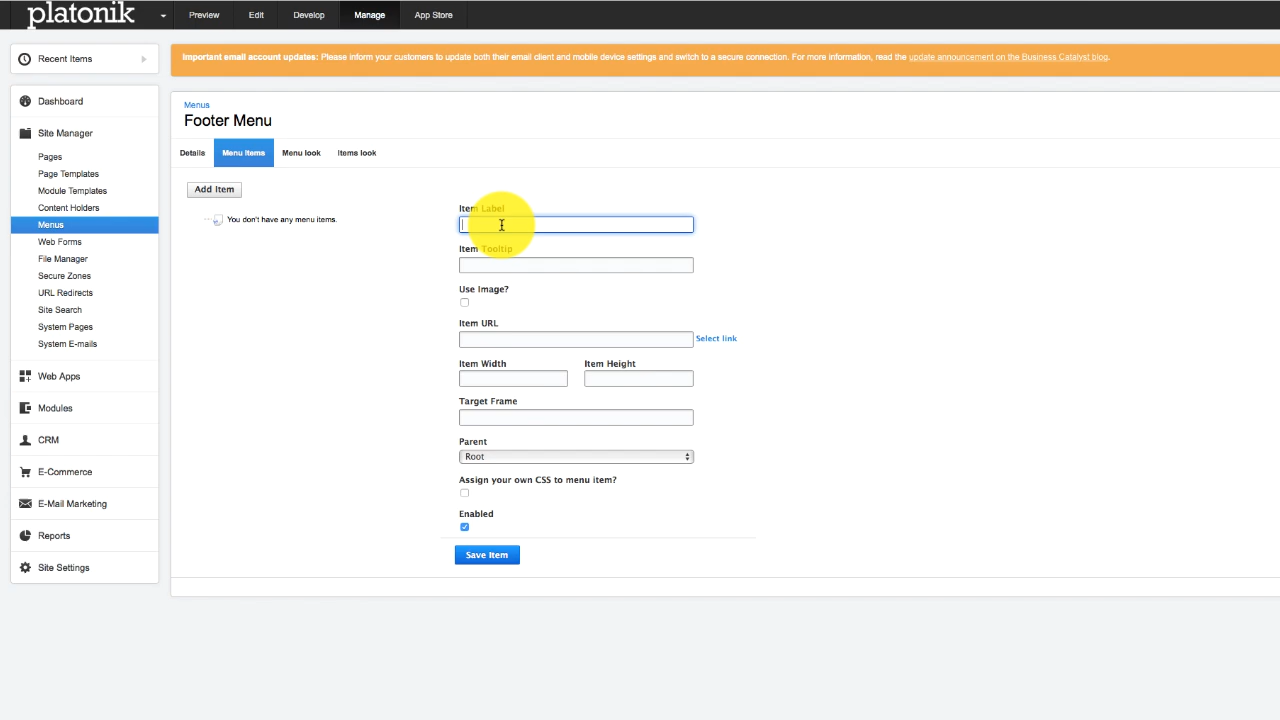 platonik
Preview
Edit
Develop
Manage
App Store
Recent Items
Important email account updates: Please inform your customers to update both their email client and mobile device settings and switch to a secure connection. For more information, read the update announcement on the Business Catalyst blog.
Dashboard
Site Manager
Pages
Page Templates
Module Templates
Content Holders
Menus
Web Forms
File Manager
Secure Zones
URL Redirects
Site Search
System Pages
System E-mails
Web Apps
Modules
CRM
E-Commerce
E-Mail Marketing
Reports
Site Settings
Menus
Footer Menu
Details
Menu Items
Menu look
Items look
Add Item
You don't have any menu items.
Item Label
Item Tooltip
Use Image?
Item URL
Select link
Item Width
Item Height
Target Frame
Parent
Root
Assign your own CSS to menu item?
Enabled
Save Item